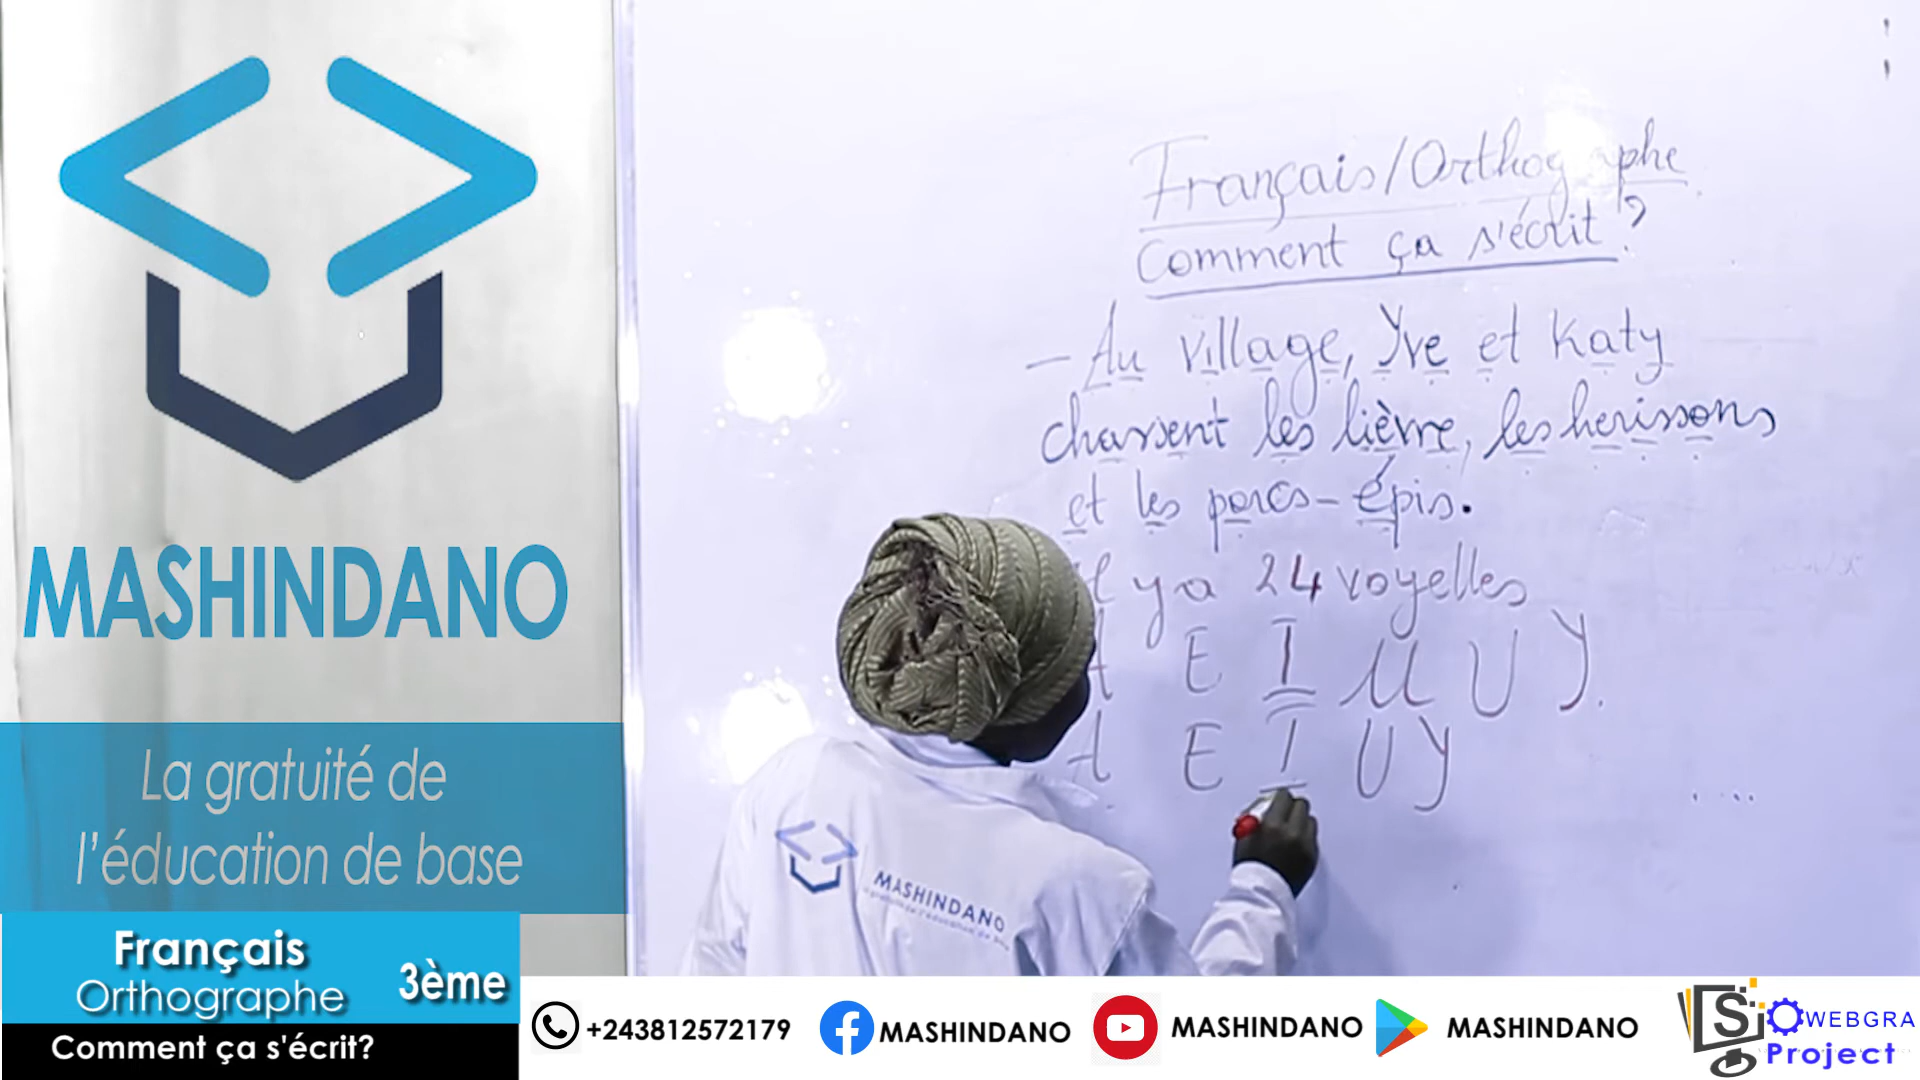 MASHINDANO
La gratuité de
l'éducation de base
Français
Orthographe
3ème
Comment ça s'écrit?
Français/Orthographe
Comment ça s'écrit?
- Au village, Yve et Katy
chassent les lièvre, les herissons
et les porcs-épis.
Il y a 24 voyelles
A E I U Y.
A E I U Y
MASHINDANO
+243812572179
MASHINDANO
MASHINDANO
MASHINDANO
WEBGRA
Project